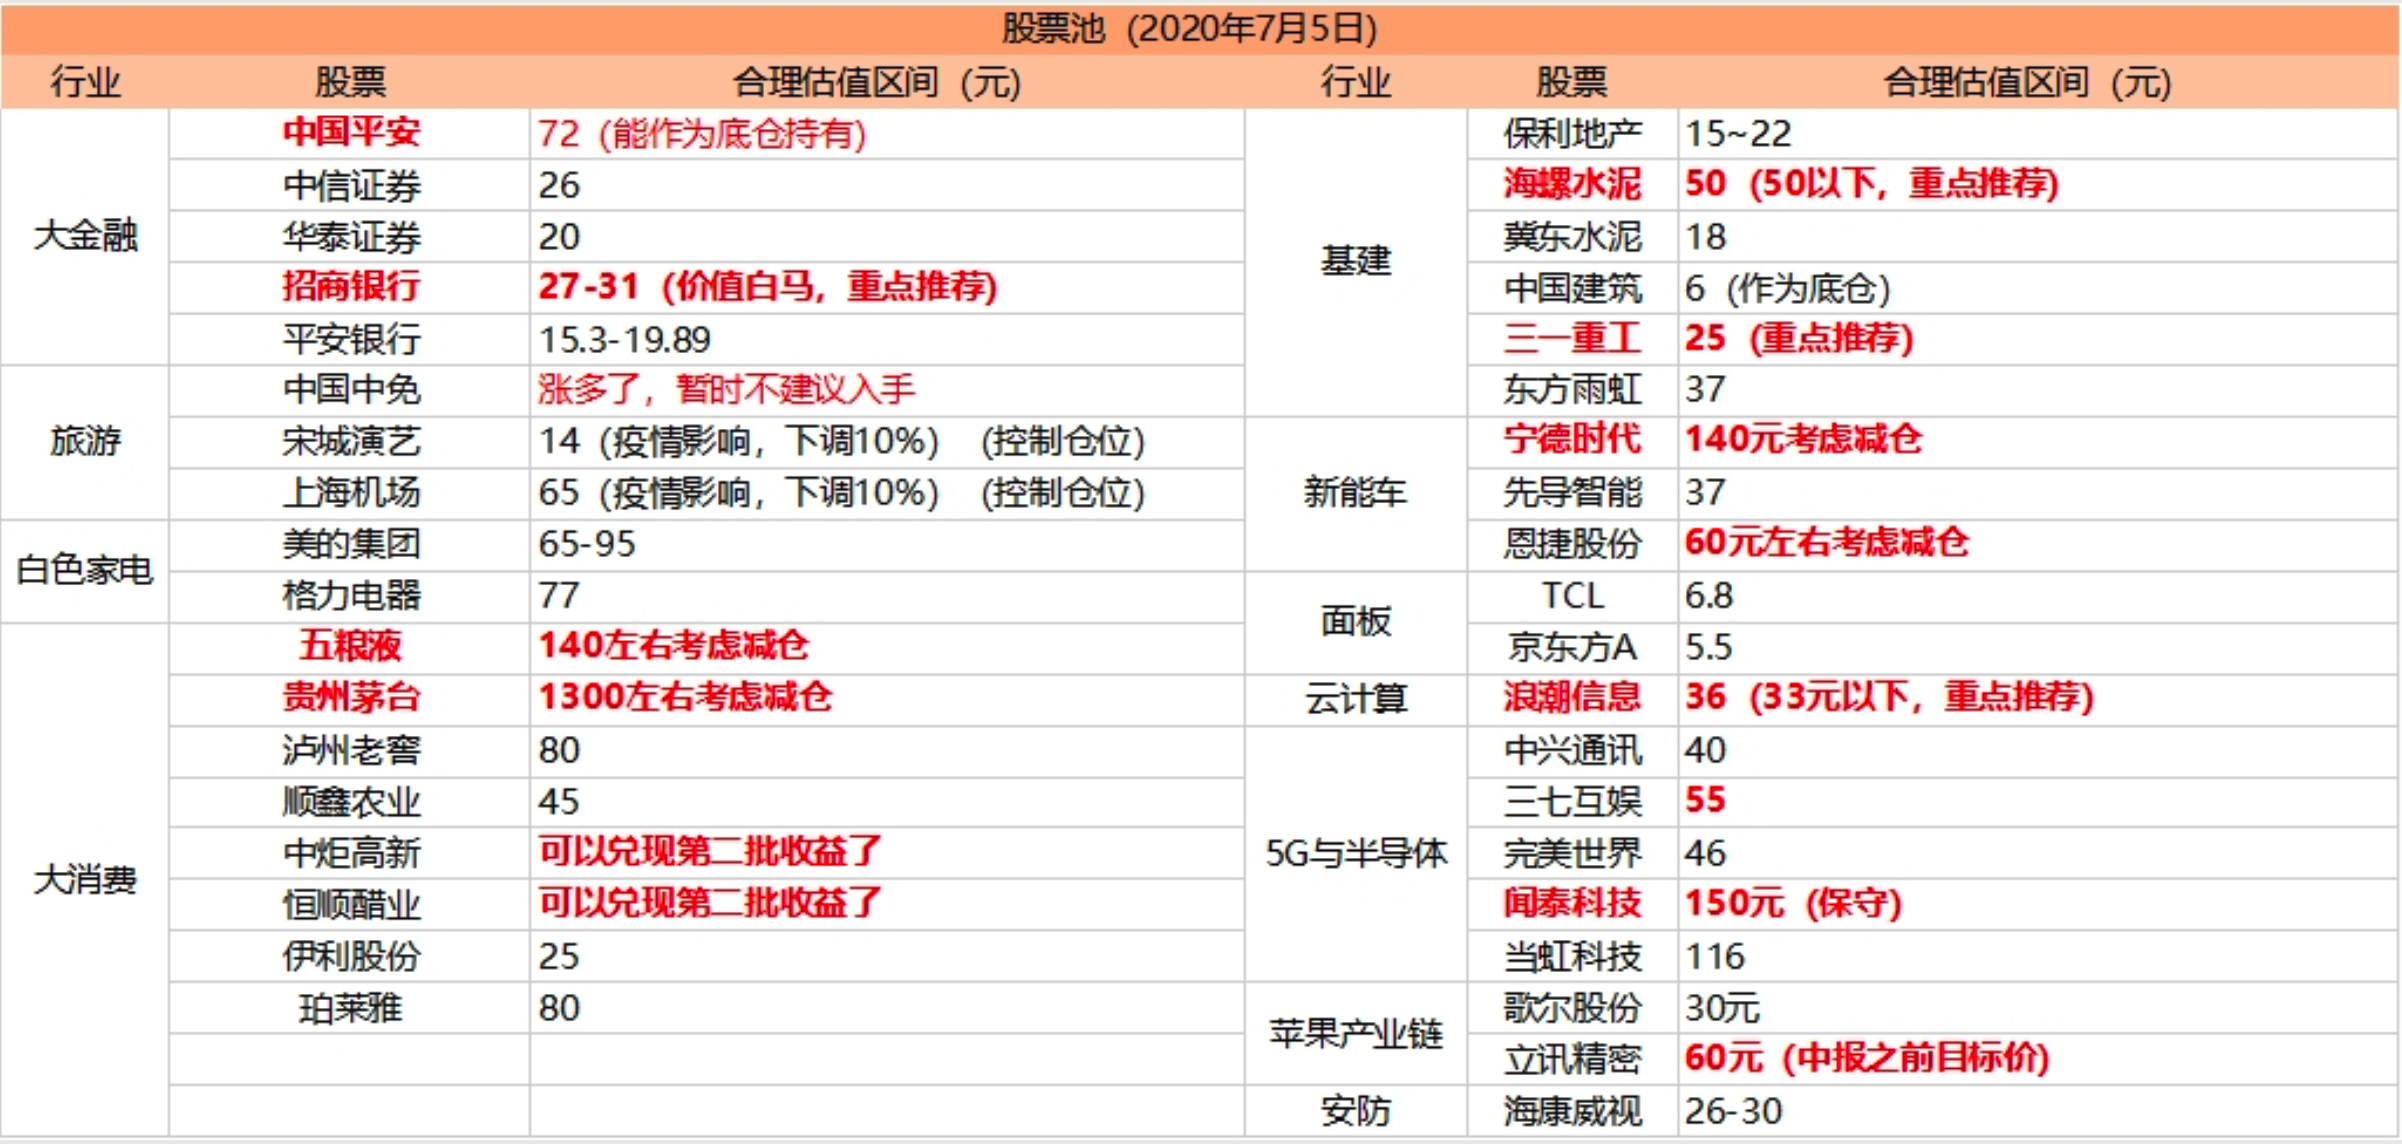 股票池（2020年7月5日）
行业 股票 合理估值区间（元） 行业 股票 合理估值区间（元）
大金融 中国平安 72（能作为底仓持有） 基建 保利地产 15~22
中信证券 26 海螺水泥 50（50以下，重点推荐）
华泰证券 20 冀东水泥 18
招商银行 27-31（价值白马，重点推荐） 中国建筑 6（作为底仓）
平安银行 15.3-19.89 三一重工 25（重点推荐）
旅游 中国中免 涨多了，暂时不建议入手 东方雨虹 37
宋城演艺 14（疫情影响，下调10%）（控制仓位） 新能车 宁德时代 140元考虑减仓
上海机场 65（疫情影响，下调10%）（控制仓位） 先导智能 37
白色家电 美的集团 65-95 恩捷股份 60元左右考虑减仓
格力电器 77 面板 TCL 6.8
大消费 五粮液 140左右考虑减仓 京东方A 5.5
贵州茅台 1300左右考虑减仓 云计算 浪潮信息 36（33元以下，重点推荐）
泸州老窖 80 5G与半导体 中兴通讯 40
顺鑫农业 45 三七互娱 55
中炬高新 可以兑现第二批收益了 完美世界 46
恒顺醋业 可以兑现第二批收益了 闻泰科技 150元（保守）
伊利股份 25 当虹科技 116
珀莱雅 80 苹果产业链 歌尔股份 30元
立讯精密 60元（中报之前目标价）
安防 海康威视 26-30